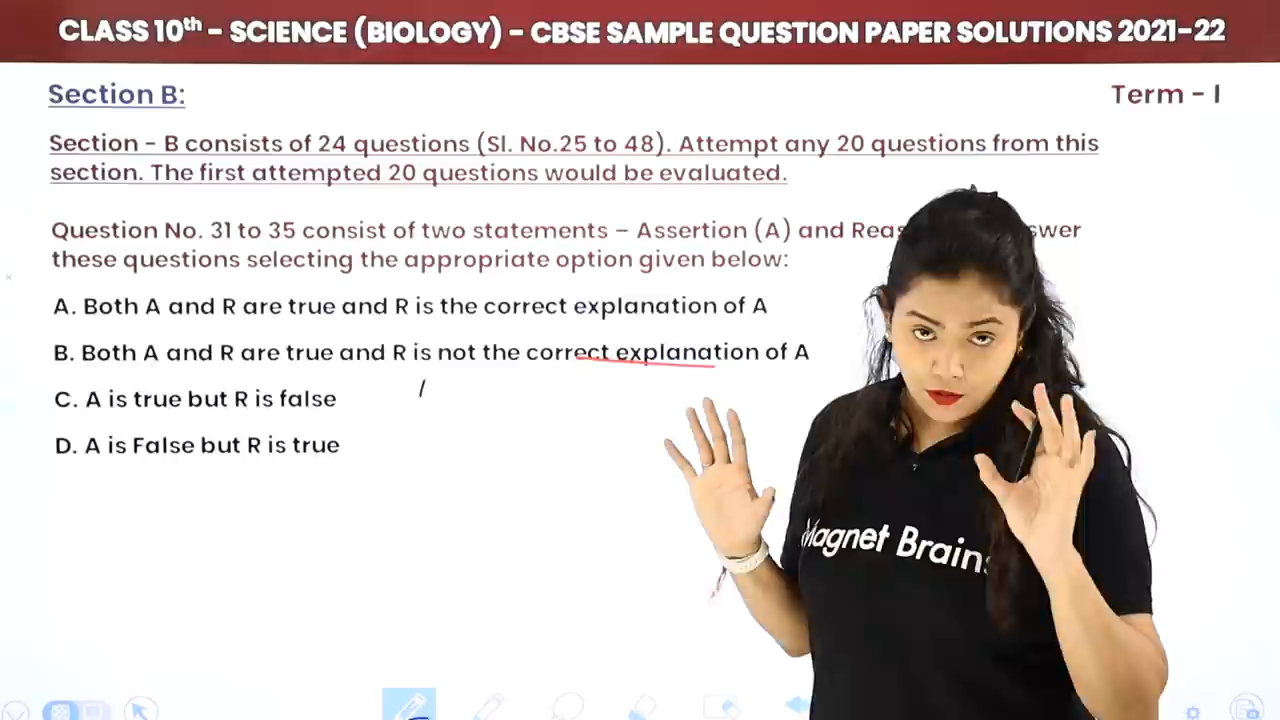 CLASS 10th – SCIENCE (BIOLOGY) – CBSE SAMPLE QUESTION PAPER SOLUTIONS 2021-22
Section B:
Term - I
Section - B consists of 24 questions (Sl. No.25 to 48). Attempt any 20 questions from this
section. The first attempted 20 questions would be evaluated.
Question No. 31 to 35 consist of two statements – Assertion (A) and
these questions selecting the appropriate option given below:
A. Both A and R are true and R is the correct explanation of A
B. Both A and R are true and R is not the correct explanation of A
C. A is true but R is false
D. A is False but R is true
Magnet Brains